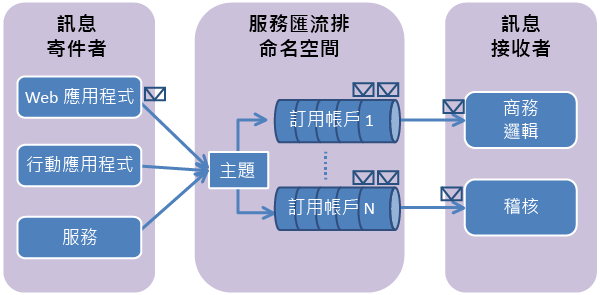 訊息
寄件者
Web 應用程式
行動應用程式
服務
服務匯流排
命名空間
主題
訂用帳戶 1
訂用帳戶 N
訊息
接收者
商務
邏輯
稽核